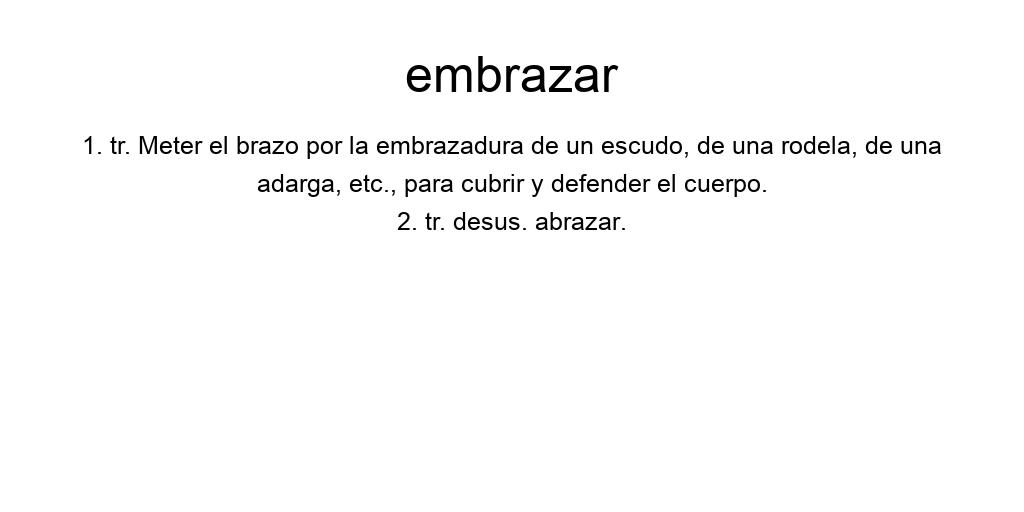 embrazar
1. tr. Meter el brazo por la embrazadura de un escudo, de una rodela, de una
adarga, etc., para cubrir y defender el cuerpo.
2. tr. desus. abrazar.